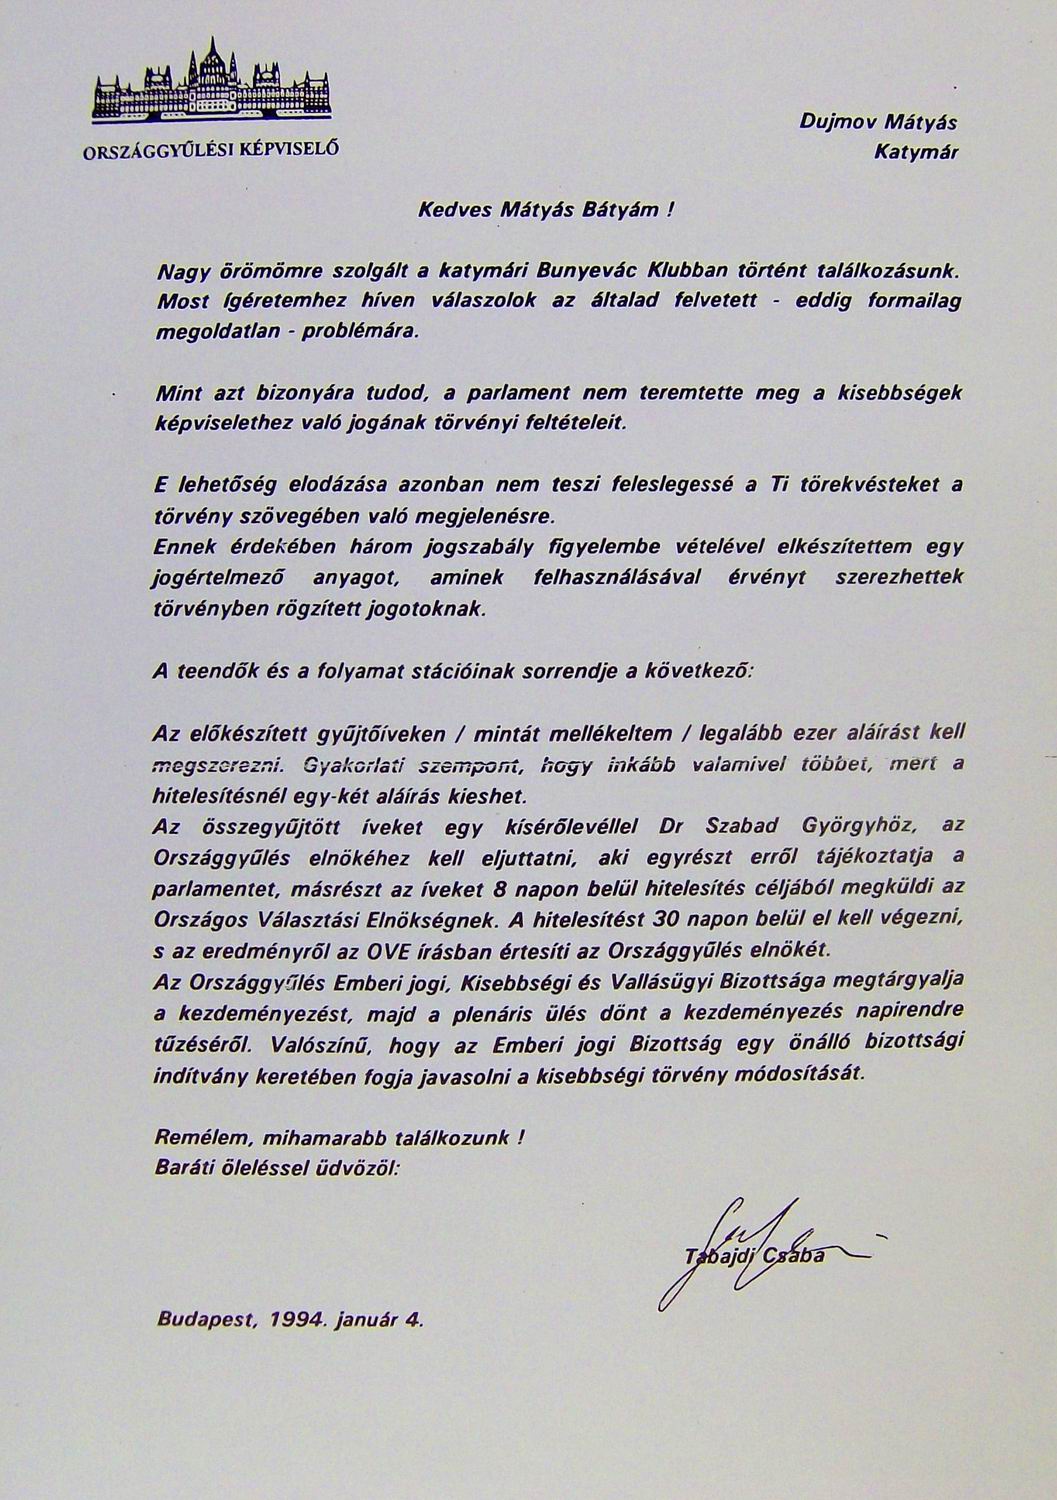 ORSZÁGGYŰLÉSI KÉPVISELŐ
Dujmov Mátyás
Katymár
Kedves Mátyás Bátyám !
Nagy örömömre szolgált a katymári Bunyevác Klubban történt találkozásunk.
Most ígéretemhez híven válaszolok az általad felvetett - eddig formailag
megoldatlan - problémára.
Mint azt bizonyára tudod, a parlament nem teremtette meg a kisebbségek
képviselethez való jogának törvényi feltételeit.
E lehetőség elodázása azonban nem teszi feleslegessé a Ti törekvésteket a
törvény szövegében való megjelenésre.
Ennek érdekében három jogszabály figyelembe vételével elkészítettem egy
jogértelmező anyagot, aminek felhasználásával érvényt szerezhettek
törvényben rögzített jogotoknak.
A teendők és a folyamat stációinak sorrendje a következő:
Az előkészített gyűjtőíveken / mintát mellékeltem / legalább ezer aláírást kell
megszerezni. Gyakorlati szempont, hogy inkább valamivel többet, mert a
hitelesítésnél egy-két aláírás kieshet.
Az összegyűjtött íveket egy kísérőlevéllel Dr Szabad Györgyhöz, az
Országgyűlés elnökéhez kell eljuttatni, aki egyrészt erről tájékoztatja a
parlamentet, másrészt az íveket 8 napon belül hitelesítés céljából megküldi az
Országos Választási Elnökségnek. A hitelesítést 30 napon belül el kell végezni,
s az eredményről az OVE írásban értesíti az Országgyűlés elnökét.
Az Országgyűlés Emberi jogi, Kisebbségi és Vallásügyi Bizottsága megtárgyalja
a kezdeményezést, majd a plenáris ülés dönt a kezdeményezés napirendre
tűzéséről. Valószínű, hogy az Emberi jogi Bizottság egy önálló bizottsági
indítvány keretében fogja javasolni a kisebbségi törvény módosítását.
Remélem, mihamarabb találkozunk !
Baráti öleléssel üdvözöl:
Tabajdi Csaba
Budapest, 1994. január 4.